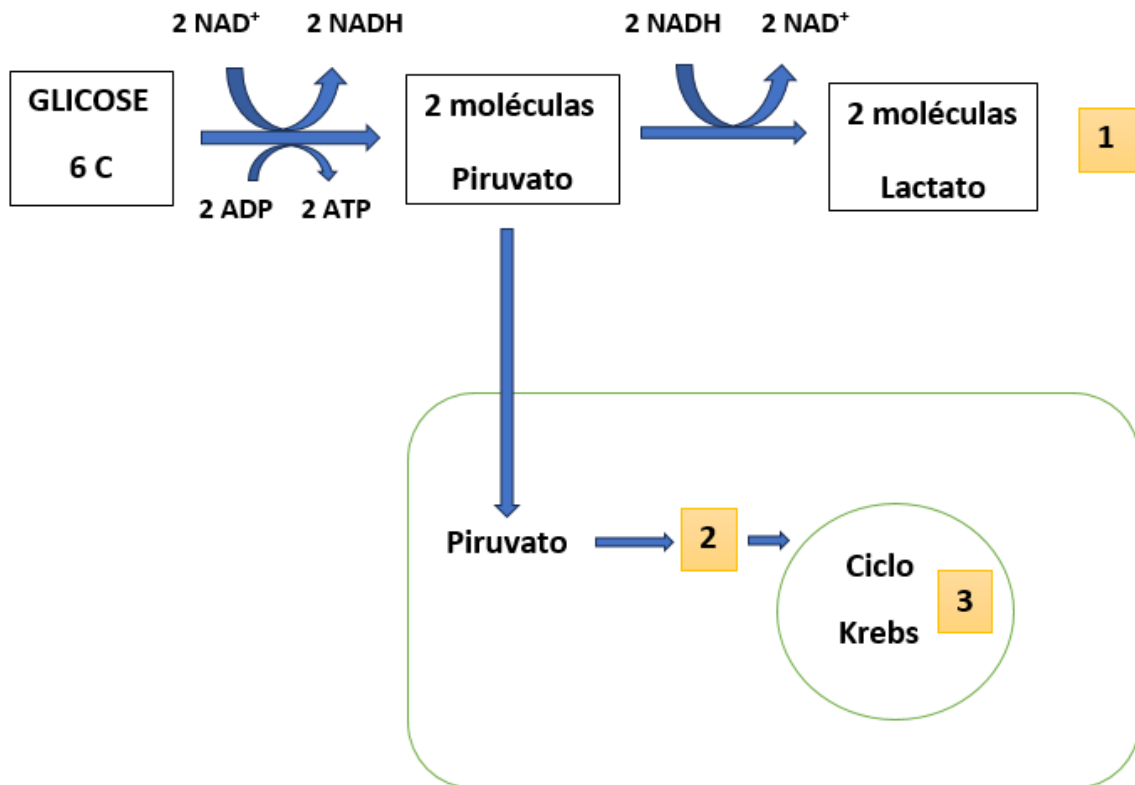 2 NAD⁺ 2 NADH
2 NADH 2 NAD⁺
GLICOSE
6 C
2 ADP 2 ATP
2 moléculas
Piruvato
2 moléculas
Lactato
1
Piruvato
2
Ciclo
Krebs
3